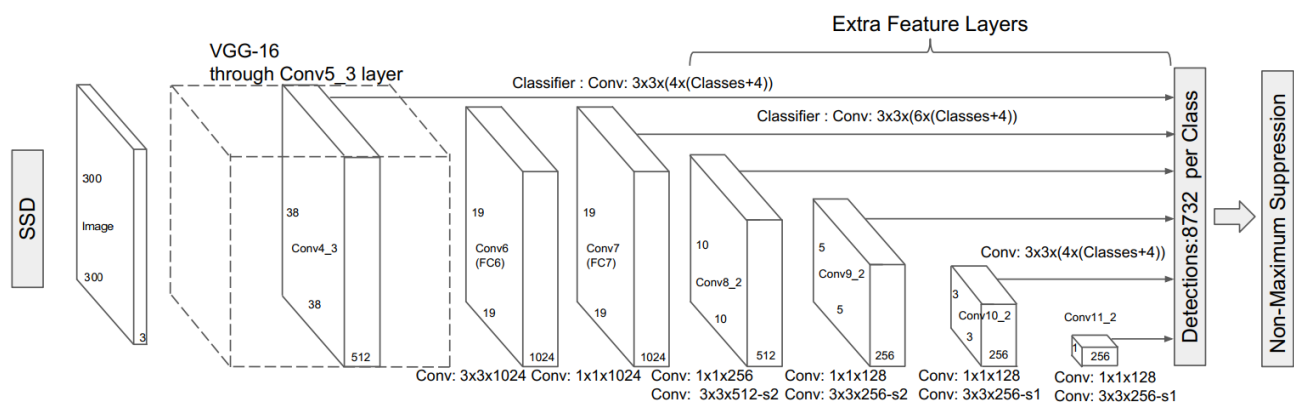 Extra Feature Layers
VGG-16
through Conv5_3 layer
Classifier : Conv: 3x3x(4x(Classes+4))
Classifier : Conv: 3x3x(6x(Classes+4))
SSD
300
Image
300
3
38
Conv4_3
38
512
19
Conv6
(FC6)
19
1024
19
Conv7
(FC7)
19
1024
10
Conv8_2
10
512
5
Conv9_2
5
256
Conv: 3x3x(4x(Classes+4))
3
Conv10_2
3
256
Conv11_2
1
256
Detections:8732 per Class
Non-Maximum Suppression
Conv: 3x3x1024
Conv: 1x1x1024
Conv: 1x1x256
Conv: 3x3x512-s2
Conv: 1x1x128
Conv: 3x3x256-s2
Conv: 1x1x128
Conv: 3x3x256-s1
Conv: 1x1x128
Conv: 3x3x256-s1